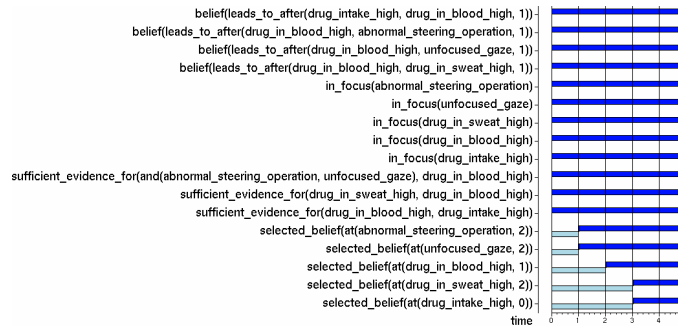 belief(leads_to_after(drug_intake_high, drug_in_blood_high, 1))
belief(leads_to_after(drug_in_blood_high, abnormal_steering_operation, 1))
belief(leads_to_after(drug_in_blood_high, unfocused_gaze, 1))
belief(leads_to_after(drug_in_blood_high, drug_in_sweat_high, 1))
in_focus(abnormal_steering_operation)
in_focus(unfocused_gaze)
in_focus(drug_in_sweat_high)
in_focus(drug_in_blood_high)
in_focus(drug_intake_high)
sufficient_evidence_for(and(abnormal_steering_operation, unfocused_gaze), drug_in_blood_high)
sufficient_evidence_for(drug_in_sweat_high, drug_in_blood_high)
sufficient_evidence_for(drug_in_blood_high, drug_intake_high)
selected_belief(at(abnormal_steering_operation, 2))
selected_belief(at(unfocused_gaze, 2))
selected_belief(at(drug_in_blood_high, 1))
selected_belief(at(drug_in_sweat_high, 2))
selected_belief(at(drug_intake_high, 0))
time 0 1 2 3 4